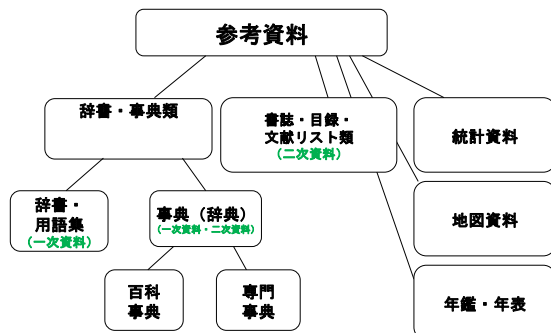 参考資料
辞書・事典類
書誌・目録・
文献リスト類
（二次資料）
統計資料
辞書・
用語集
（一次資料）
事典（辞典）
（一次資料・二次資料）
地図資料
百科
事典
専門
事典
年鑑・年表